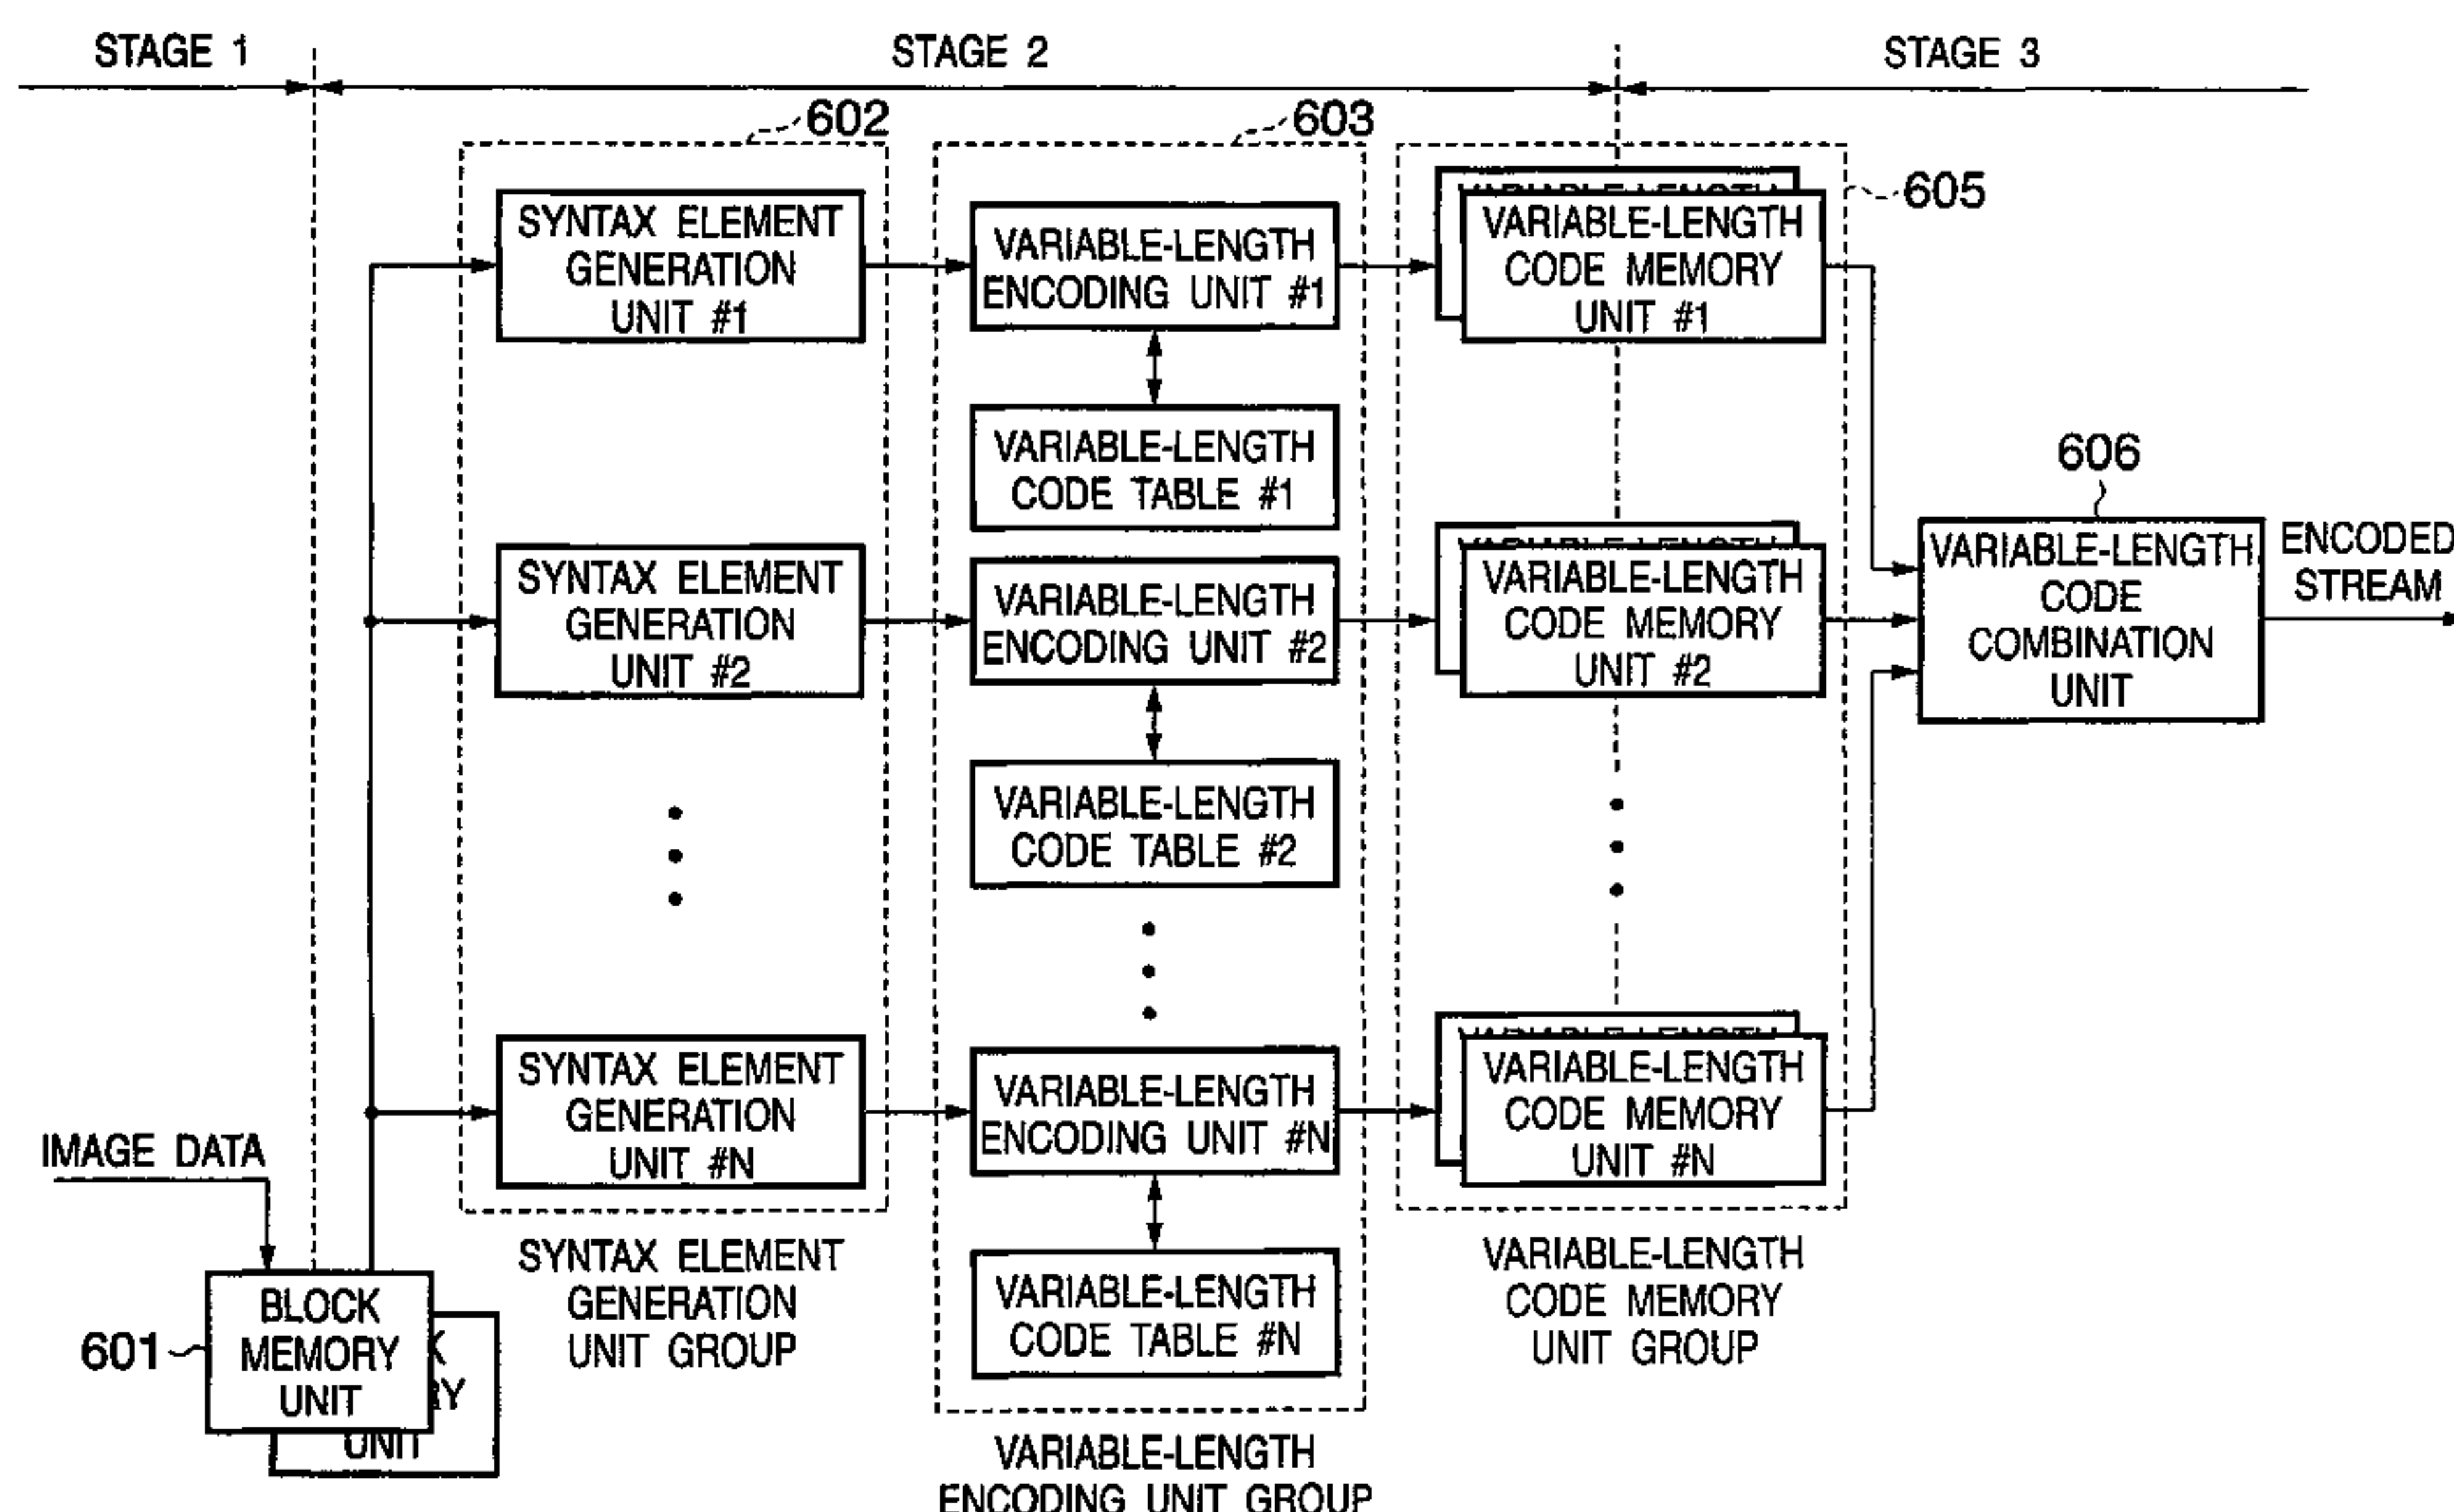 STAGE 1
STAGE 2
STAGE 3
602
603
605
SYNTAX ELEMENT
GENERATION
UNIT #1
VARIABLE-LENGTH
ENCODING UNIT #1
VARIABLE-LENGTH
CODE MEMORY
UNIT #1
VARIABLE-LENGTH
CODE TABLE #1
606
SYNTAX ELEMENT
GENERATION
UNIT #2
VARIABLE-LENGTH
ENCODING UNIT #2
VARIABLE-LENGTH
CODE MEMORY
UNIT #2
VARIABLE-LENGTH
CODE
COMBINATION
UNIT
ENCODED
STREAM
VARIABLE-LENGTH
CODE TABLE #2
SYNTAX ELEMENT
GENERATION
UNIT #N
VARIABLE-LENGTH
ENCODING UNIT #N
VARIABLE-LENGTH
CODE MEMORY
UNIT #N
IMAGE DATA
601
BLOCK
MEMORY
UNIT
UNIT
SYNTAX ELEMENT
GENERATION
UNIT GROUP
VARIABLE-LENGTH
CODE TABLE #N
VARIABLE-LENGTH
CODE MEMORY
UNIT GROUP
VARIABLE-LENGTH
ENCODING UNIT GROUP